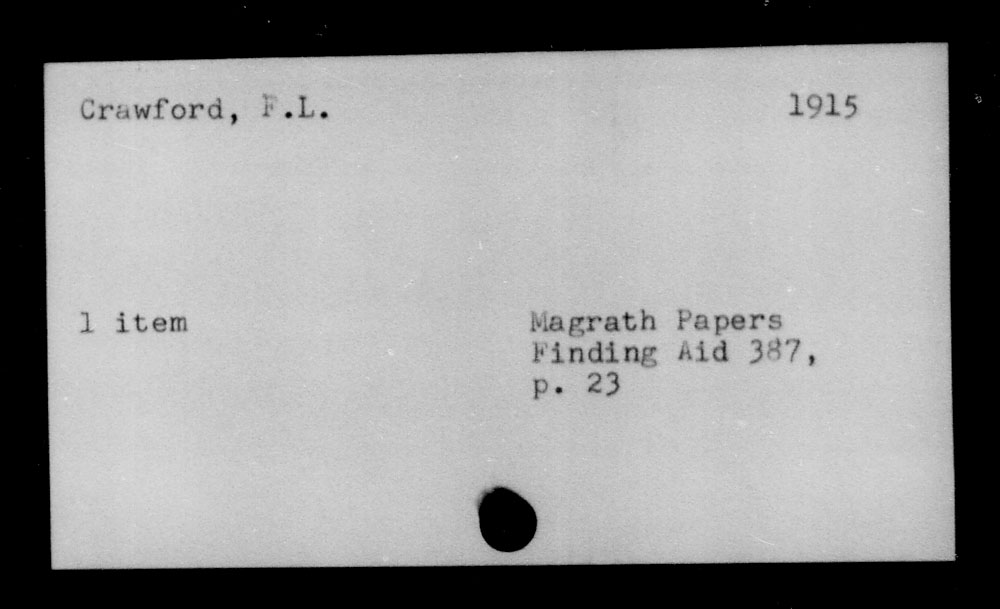 Crawford, F.L. 1915
1 item
Magrath Papers
Finding Aid 387,
p. 23